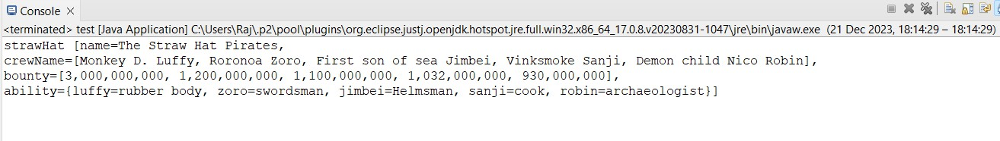 Console
<terminated> test [Java Application] C:\Users\Raj\.p2\pool\plugins\org.eclipse.justj.openjdk.hotspot.jre.full.win32.x86_64_17.0.8.v20230831-1047\jre\bin\javaw.exe (21 Dec 2023, 18:14:29 – 18:14:29)
strawHat [name=The Straw Hat Pirates,
crewName=[Monkey D. Luffy, Roronoa Zoro, First son of sea Jimbei, Vinksmoke Sanji, Demon child Nico Robin],
bounty=[3,000,000,000, 1,200,000,000, 1,100,000,000, 1,032,000,000, 930,000,000],
ability={luffy=rubber body, zoro=swordsman, jimbei=Helmsman, sanji=cook, robin=archaeologist}]